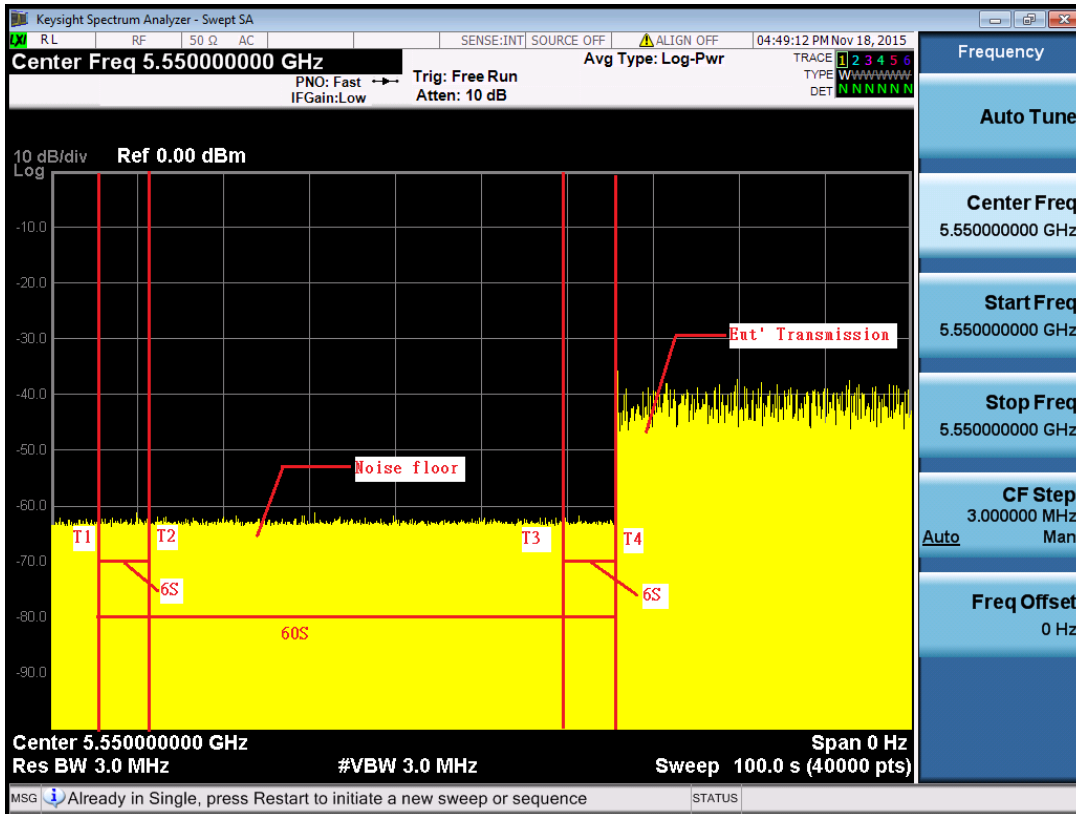 Keysight Spectrum Analyzer - Swept SA
LXI RL RF 50 Ω AC SENSE:INT SOURCE OFF ALIGN OFF 04:49:12 PM Nov 18, 2015
Center Freq 5.550000000 GHz
PNO: Fast
IFGain:Low
Trig: Free Run
Atten: 10 dB
Avg Type: Log-Pwr
TRACE 1 2 3 4 5 6
TYPE WWWWWW
DET N N N N N N
10 dB/div Ref 0.00 dBm
Log
-10.0
-20.0
-30.0
-40.0
-50.0
-60.0
-70.0
-80.0
-90.0
Eut' Transmission
Noise floor
T1
T2
T3
T4
6S
6S
60S
Center 5.550000000 GHz
Span 0 Hz
Res BW 3.0 MHz
#VBW 3.0 MHz
Sweep 100.0 s (40000 pts)
MSG Already in Single, press Restart to initiate a new sweep or sequence
STATUS
Frequency
Auto Tune
Center Freq
5.550000000 GHz
Start Freq
5.550000000 GHz
Stop Freq
5.550000000 GHz
CF Step
3.000000 MHz
Auto Man
Freq Offset
0 Hz